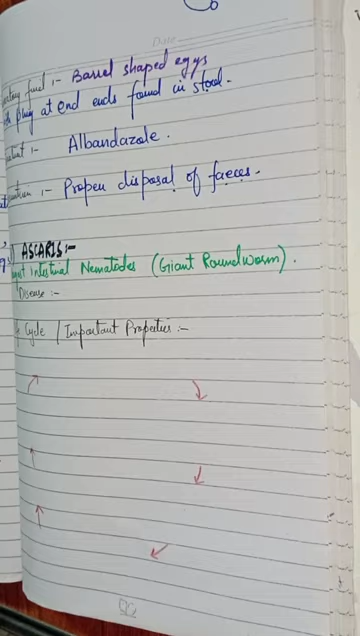 Date
:- Barrel shaped eggs
plug at end ends found in stool.
:- Albandazole.
:- Proper disposal of faeces.
ASCARIS:-
Intestinal Nematodes (Giant Roundworm).
Disease :-
Cycle / Important Properties :-